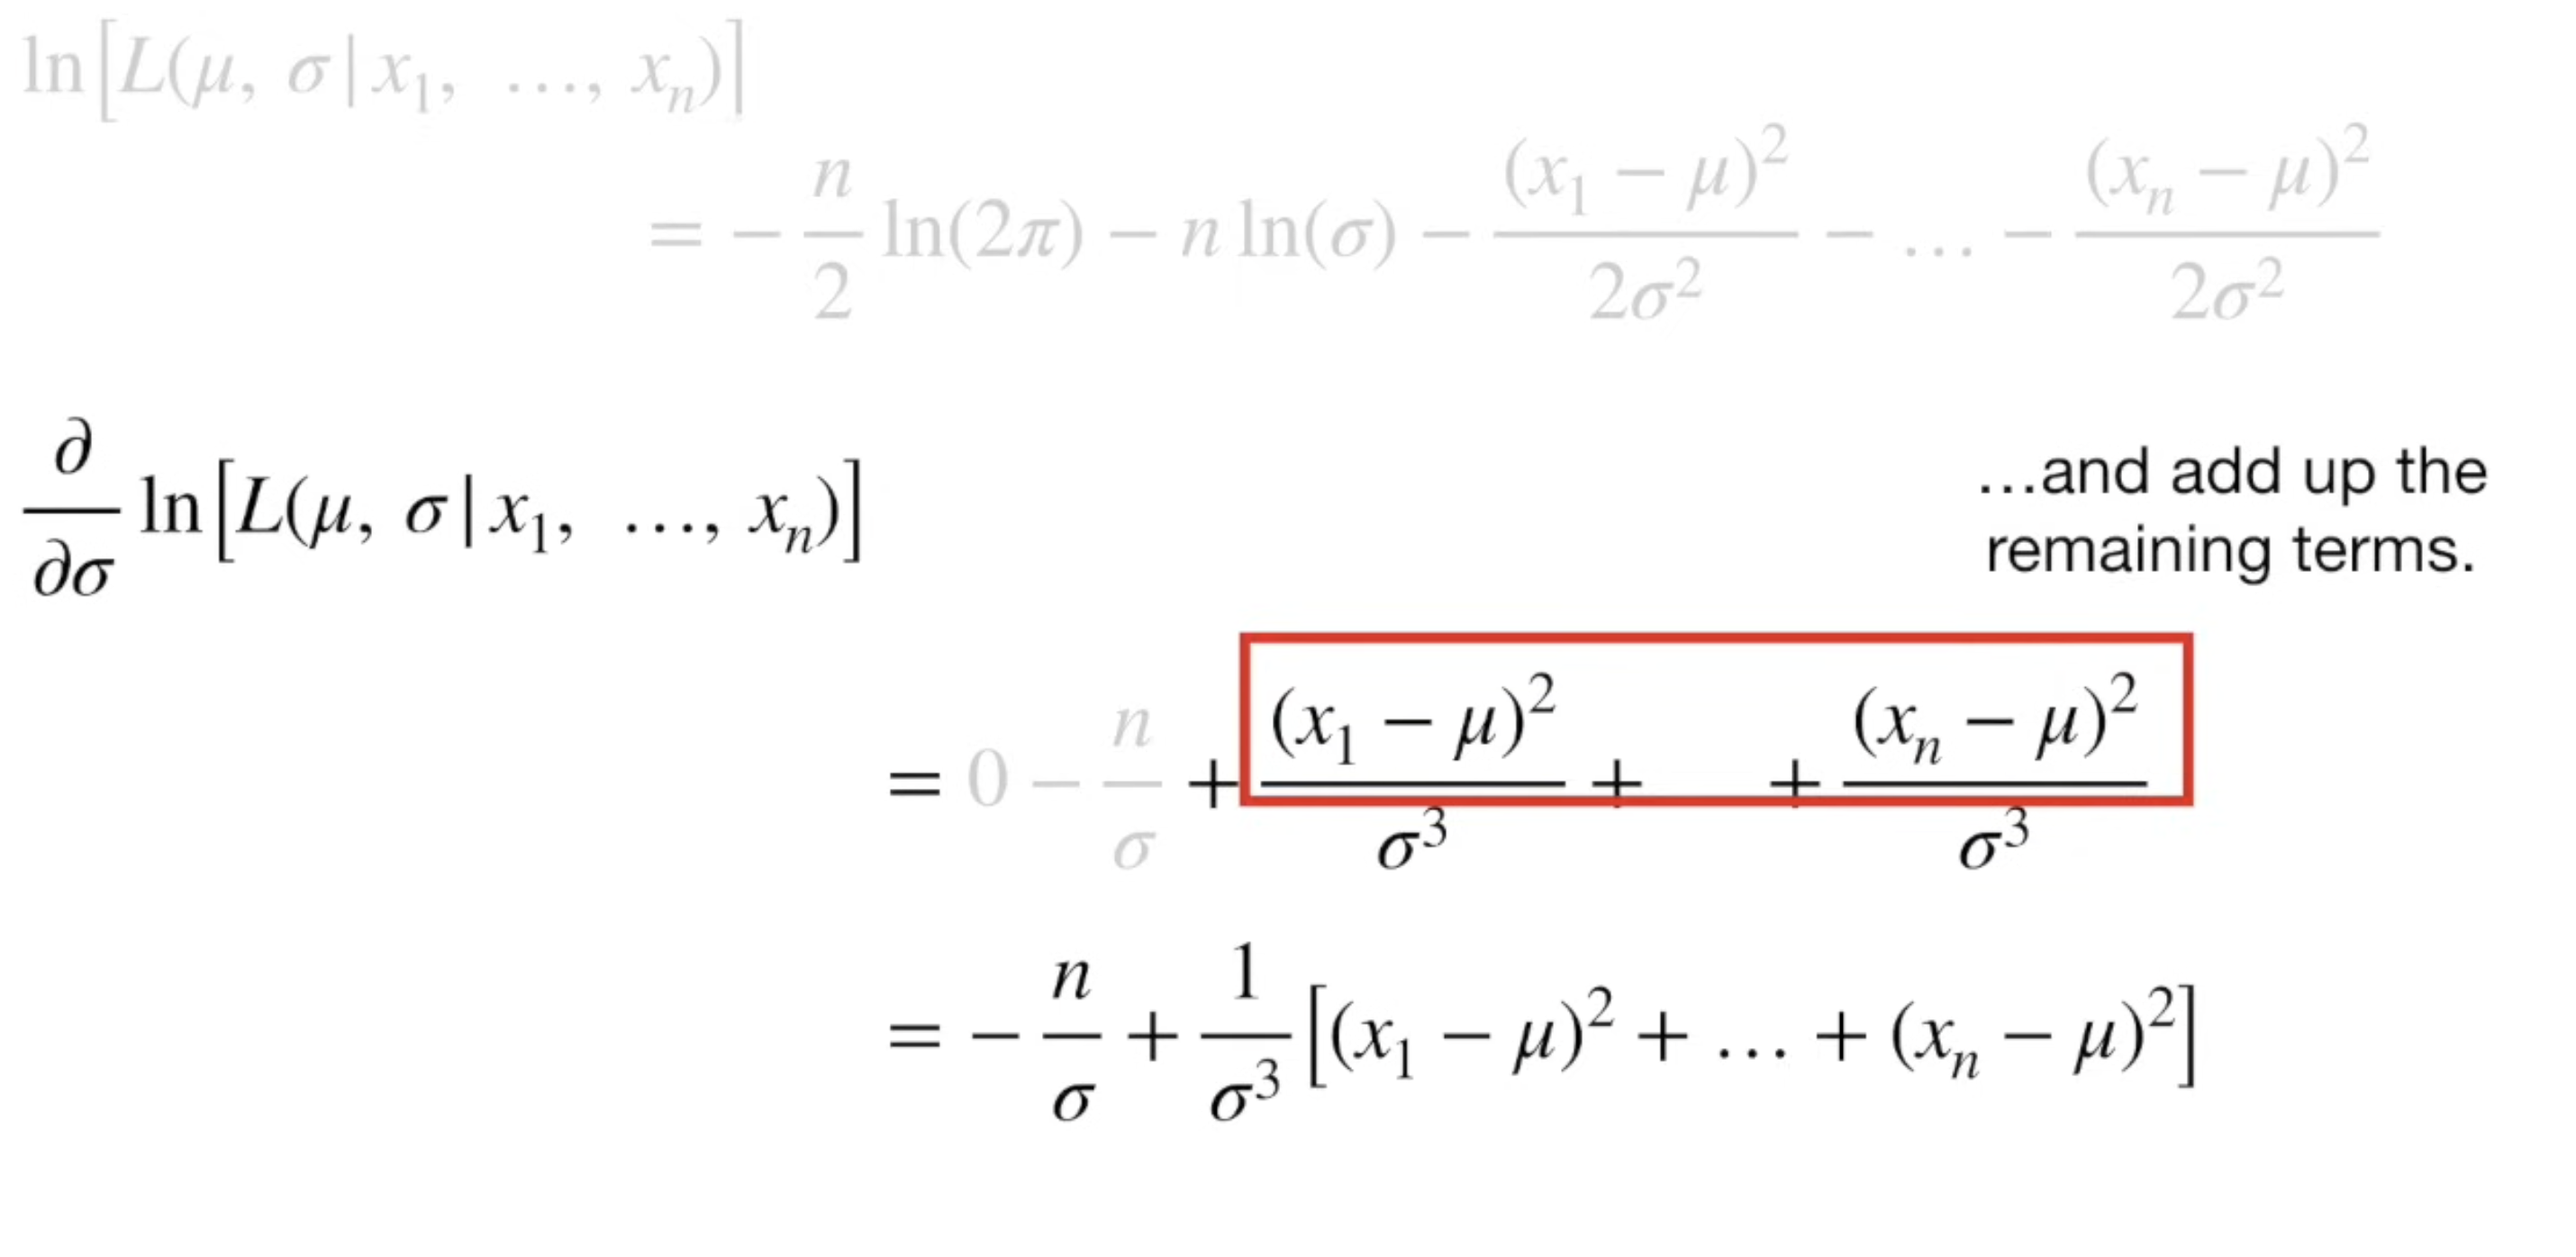 ln[L(μ, σ|x₁, …, xₙ)]
= − n/2 ln(2π) − n ln(σ) − (x₁ − μ)²/2σ² − … − (xₙ − μ)²/2σ²
∂/∂σ ln[L(μ, σ|x₁, …, xₙ)]
…and add up the
remaining terms.
= 0 − n/σ + (x₁ − μ)²/σ³ + + (xₙ − μ)²/σ³
= − n/σ + 1/σ³ [(x₁ − μ)² + … + (xₙ − μ)²]